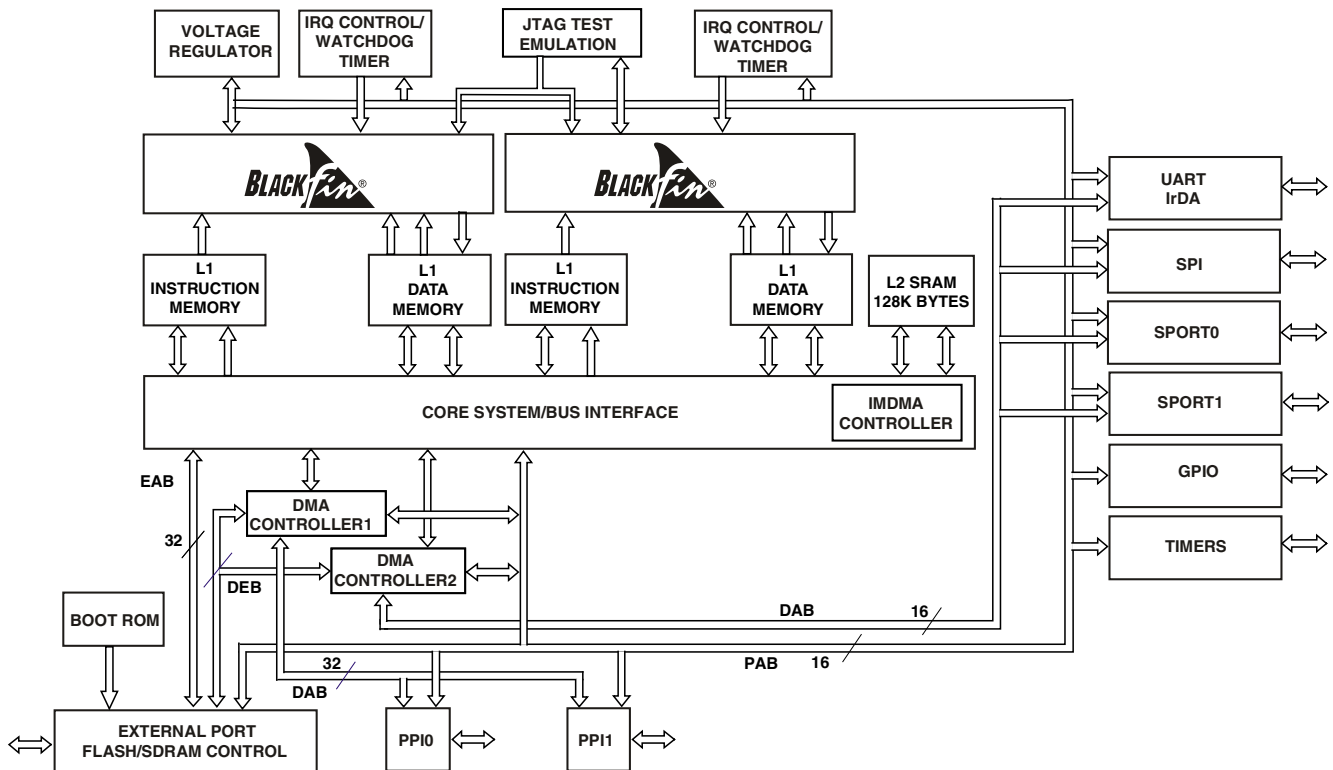 VOLTAGE
REGULATOR
IRQ CONTROL/
WATCHDOG
TIMER
JTAG TEST
EMULATION
IRQ CONTROL/
WATCHDOG
TIMER
BLACKfin®
BLACKfin®
UART
IrDA
L1
INSTRUCTION
MEMORY
L1
DATA
MEMORY
L1
INSTRUCTION
MEMORY
L1
DATA
MEMORY
L2 SRAM
128K BYTES
SPI
SPORT0
SPORT1
GPIO
TIMERS
CORE SYSTEM/BUS INTERFACE
IMDMA
CONTROLLER
EAB
32
DMA
CONTROLLER1
DMA
CONTROLLER2
DEB
BOOT ROM
DAB
16
PAB
16
32
DAB
EXTERNAL PORT
FLASH/SDRAM CONTROL
PPI0
PPI1